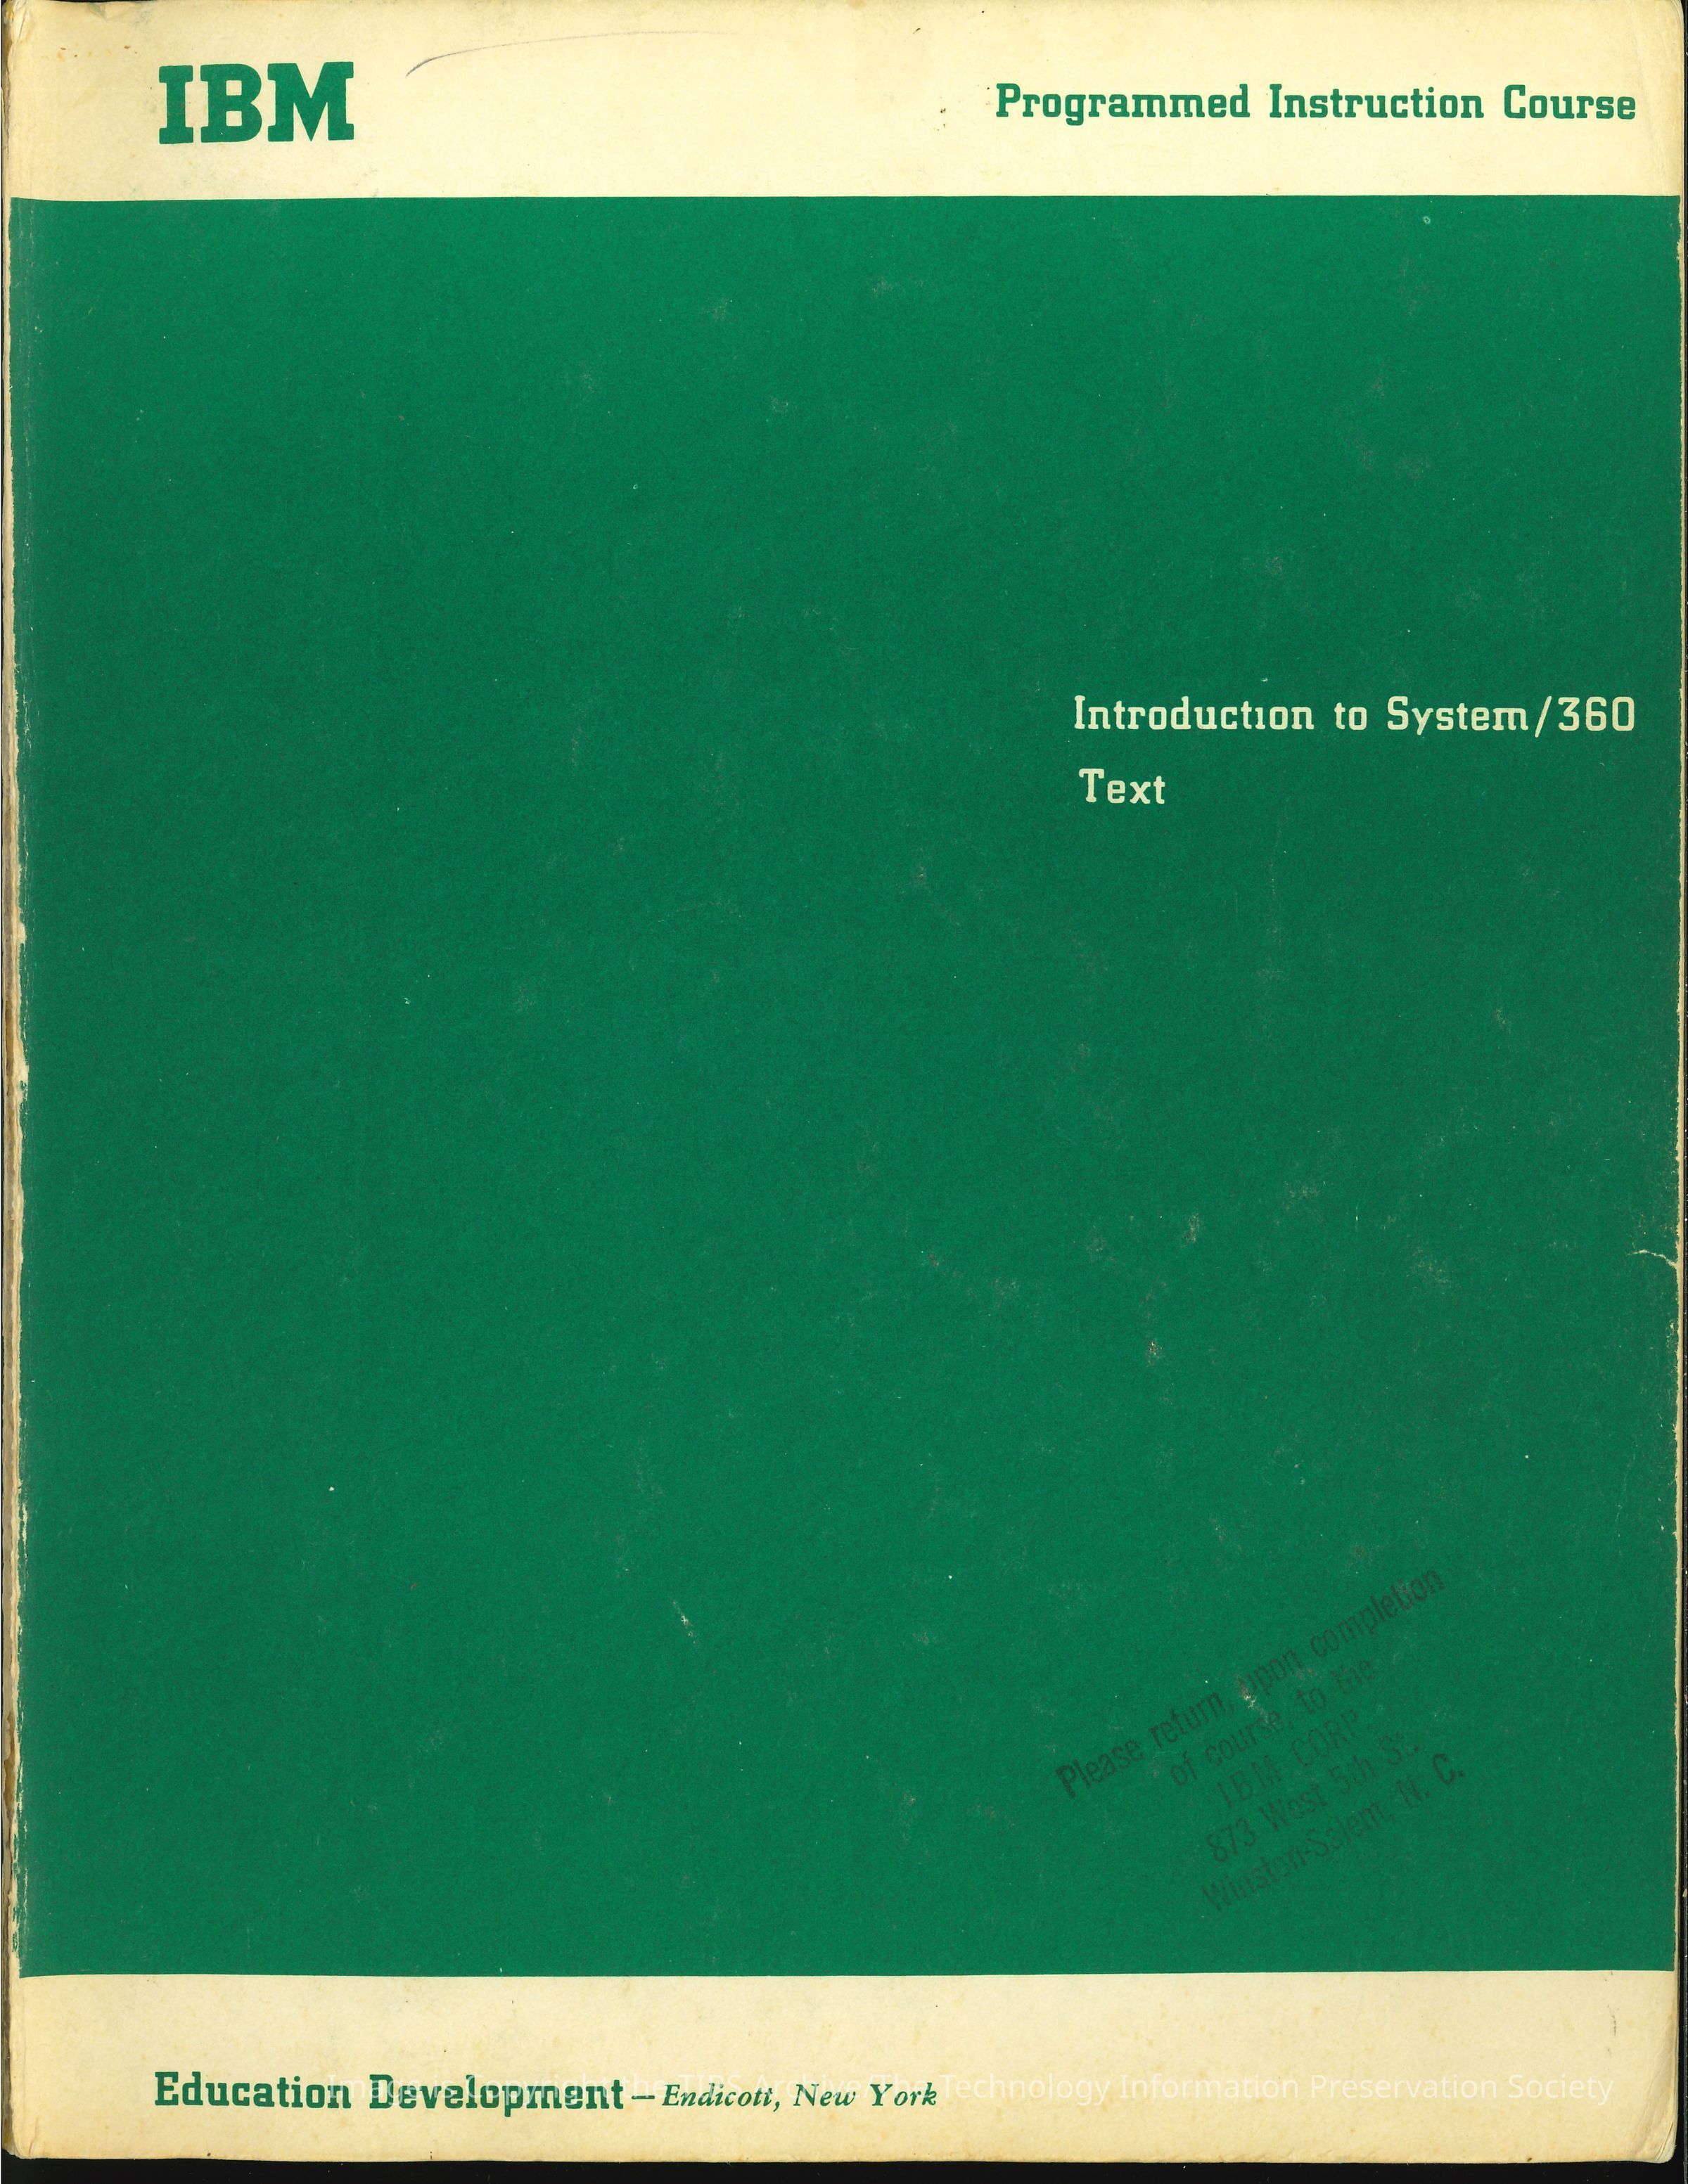 IBM
Programmed Instruction Course
Introduction to System/360
Text
Please return, upon completion
of course, to the
IBM CORP.
873 West 5th St.
Winston-Salem, N. C.
Education Development — Endicott, New York
Image is Copyright the TIPS Archive the Technology Information Preservation Society